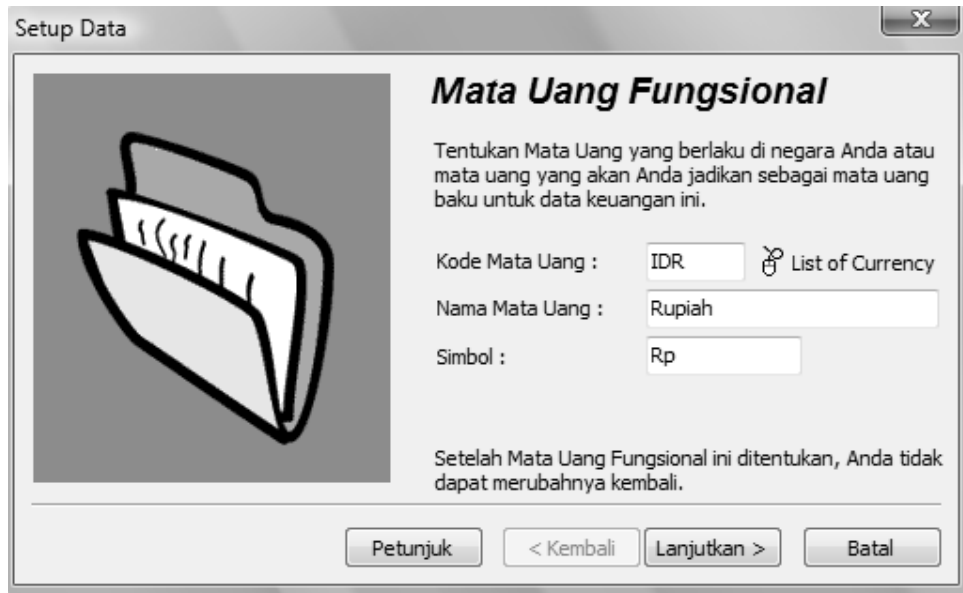 Setup Data
Mata Uang Fungsional
Tentukan Mata Uang yang berlaku di negara Anda atau
mata uang yang akan Anda jadikan sebagai mata uang
baku untuk data keuangan ini.
Kode Mata Uang : IDR List of Currency
Nama Mata Uang : Rupiah
Simbol : Rp
Setelah Mata Uang Fungsional ini ditentukan, Anda tidak
dapat merubahnya kembali.
Petunjuk < Kembali Lanjutkan > Batal